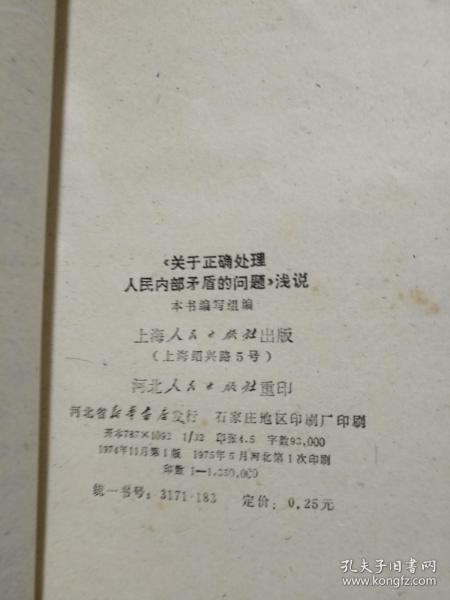 《关于正确处理
人民内部矛盾的问题》浅说
本书编写组编
上海人民出版社出版
(上海绍兴路5号)
河北人民出版社重印
河北省新华书店发行 石家庄地区印刷厂印刷
开本787×1092 1/32 印张4.5 字数93,000
1974年11月第1版 1975年5月河北第1次印刷
印数1—1,350,000
统一书号:3171·183 定价:0.25元
孔夫子旧书网
www.kongfz.com